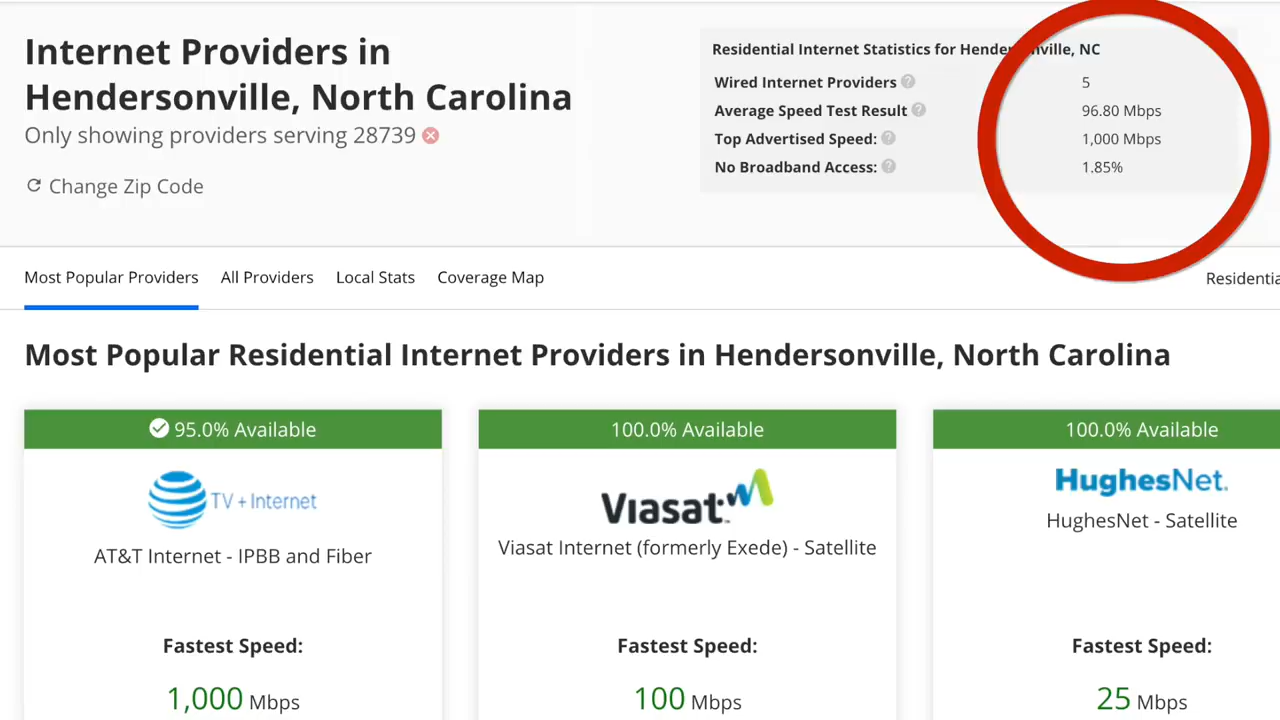 Internet Providers in
Hendersonville, North Carolina
Only showing providers serving 28739
Change Zip Code
Residential Internet Statistics for Hendersonville, NC
Wired Internet Providers 5
Average Speed Test Result 96.80 Mbps
Top Advertised Speed: 1,000 Mbps
No Broadband Access: 1.85%
Most Popular Providers All Providers Local Stats Coverage Map Residentia
Most Popular Residential Internet Providers in Hendersonville, North Carolina
95.0% Available
TV + Internet
AT&T Internet - IPBB and Fiber
Fastest Speed:
1,000 Mbps
100.0% Available
Viasat
Viasat Internet (formerly Exede) - Satellite
Fastest Speed:
100 Mbps
100.0% Available
HughesNet.
HughesNet - Satellite
Fastest Speed:
25 Mbps